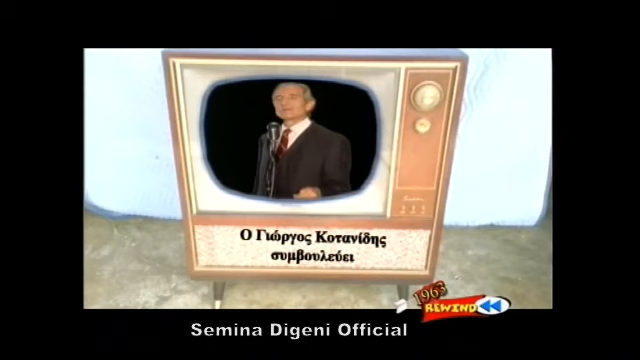 Ο Γιώργος Κοτανίδης
συμβουλεύει
1963
REWIND
Semina Digeni Official